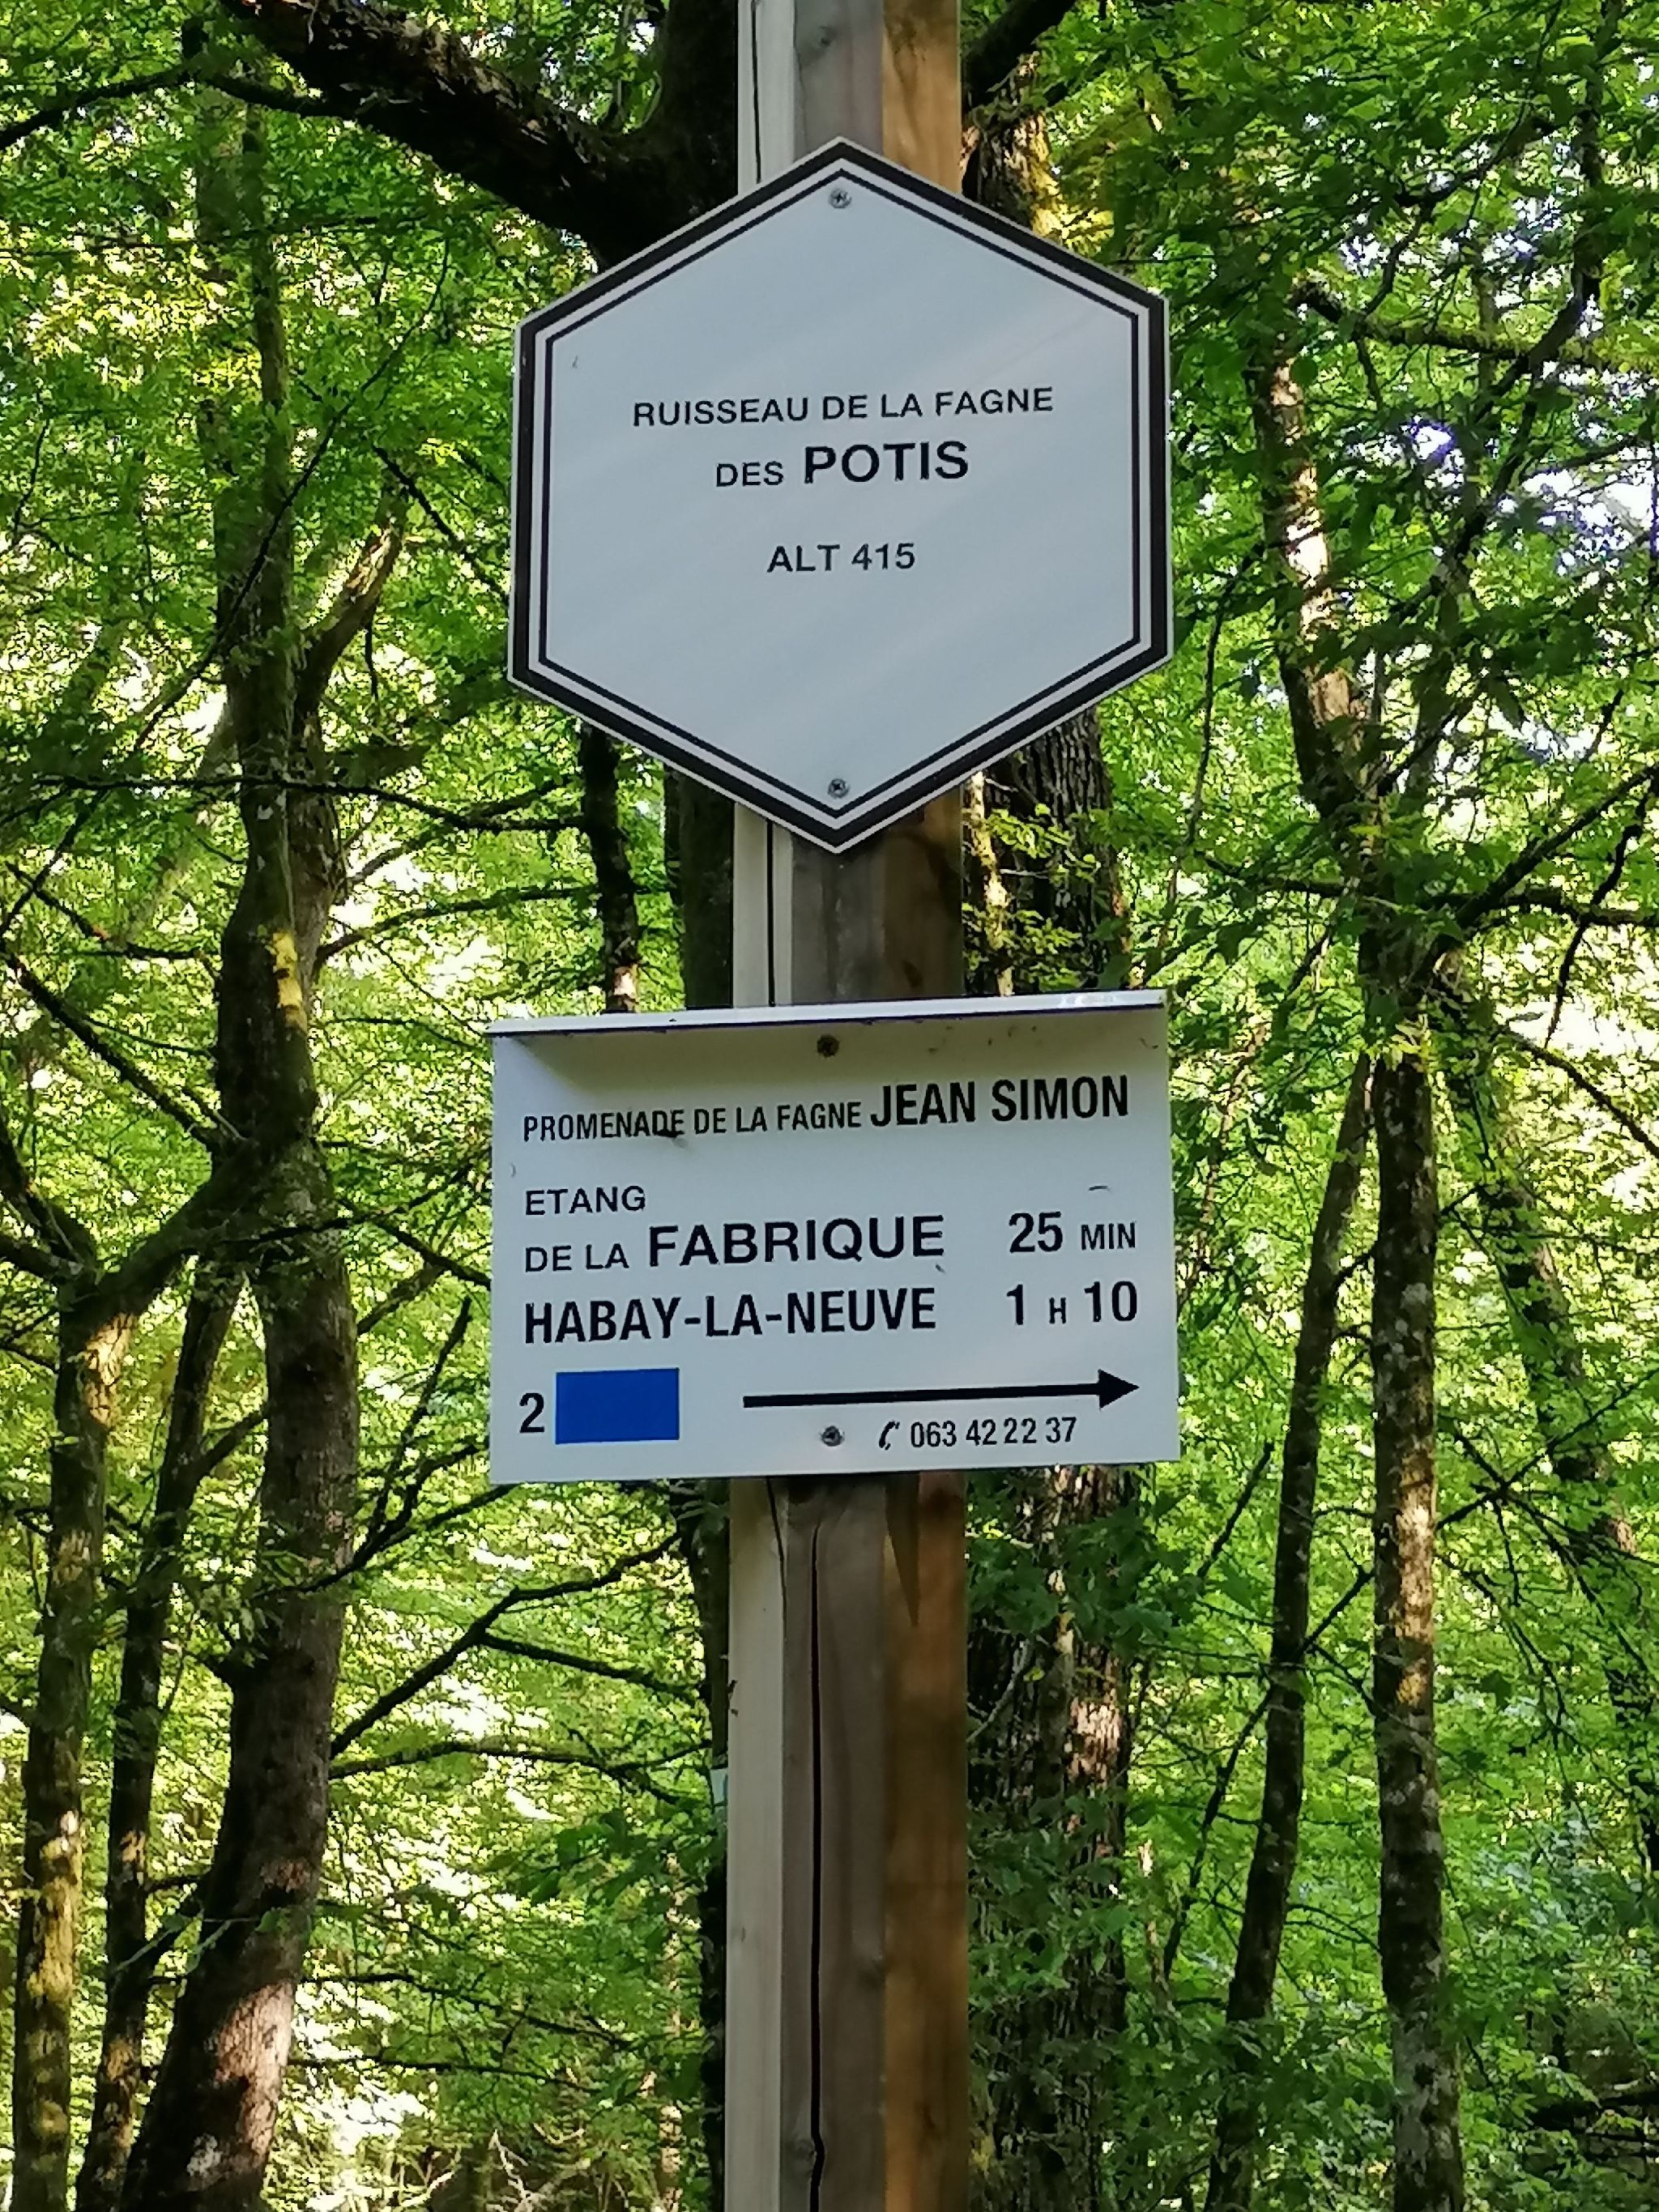 RUISSEAU DE LA FAGNE
DES POTIS
ALT 415
PROMENADE DE LA FAGNE JEAN SIMON
ETANG
DE LA FABRIQUE 25 MIN
HABAY-LA-NEUVE 1 H 10
2
063 42 22 37